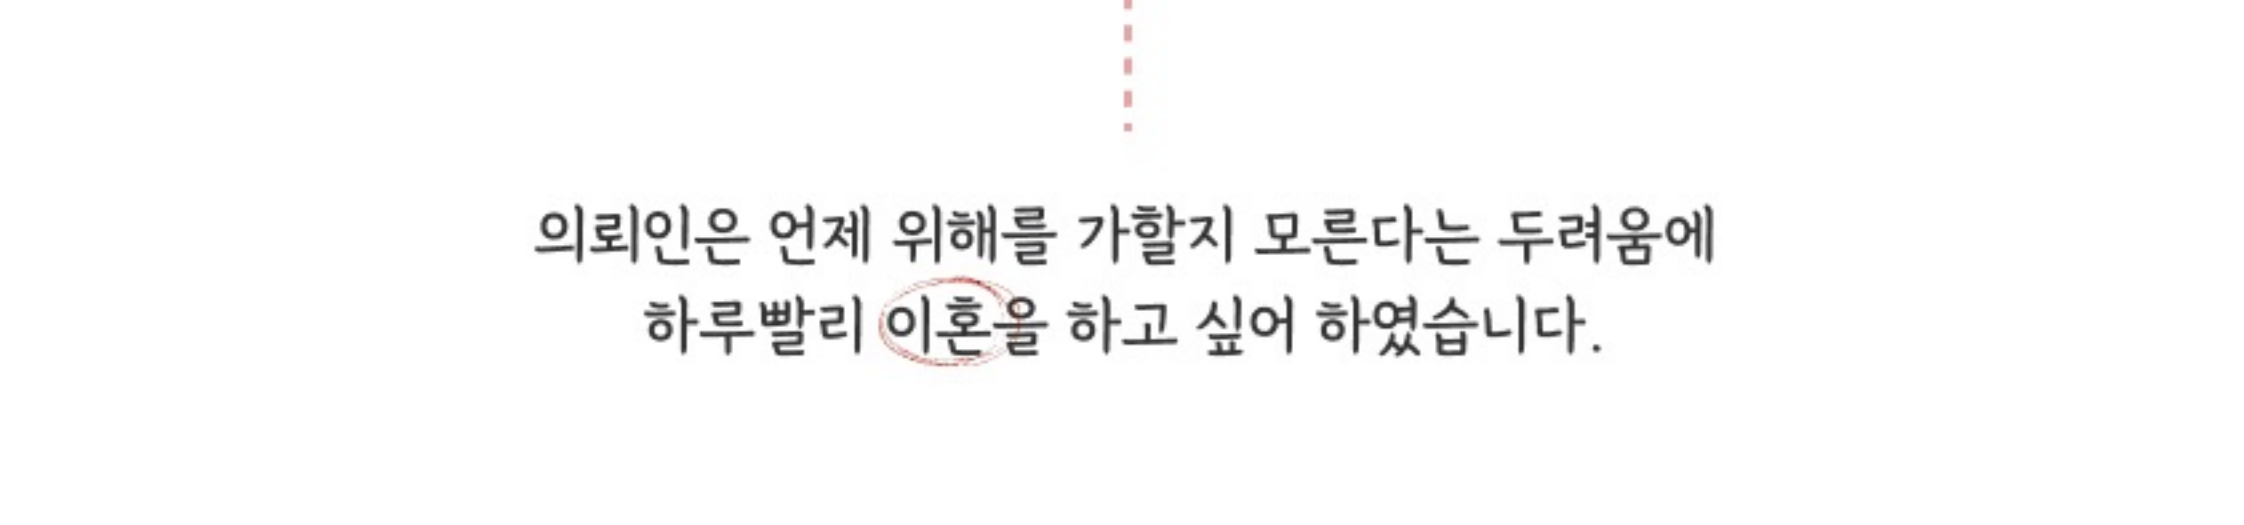 의뢰인은 언제 위해를 가할지 모른다는 두려움에
하루빨리 이혼을 하고 싶어 하였습니다.